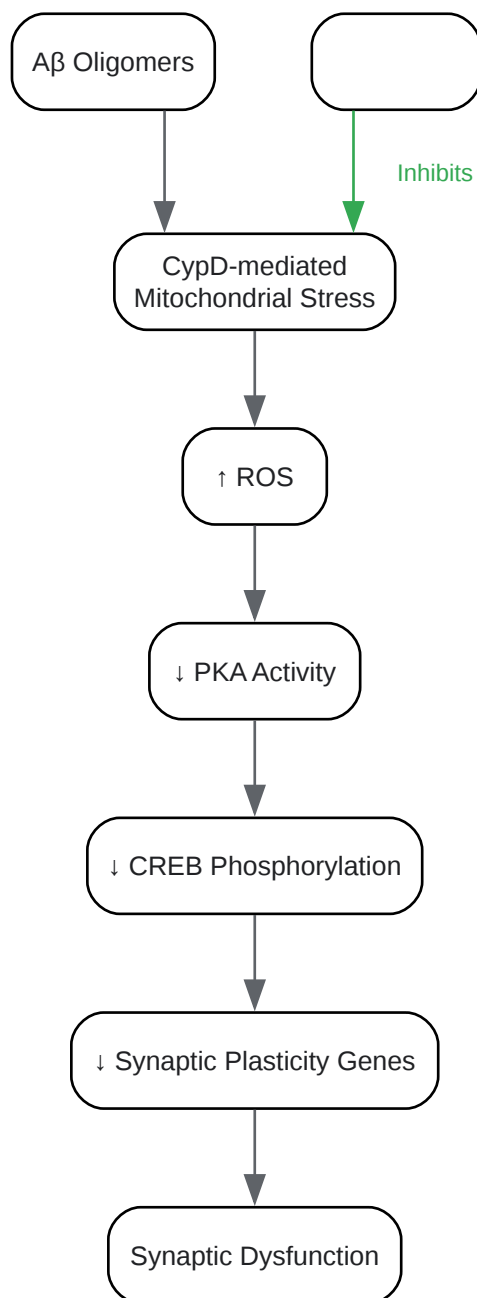 Aβ Oligomers
Inhibits
CypD-mediated
Mitochondrial Stress
↑ ROS
↓ PKA Activity
↓ CREB Phosphorylation
↓ Synaptic Plasticity Genes
Synaptic Dysfunction